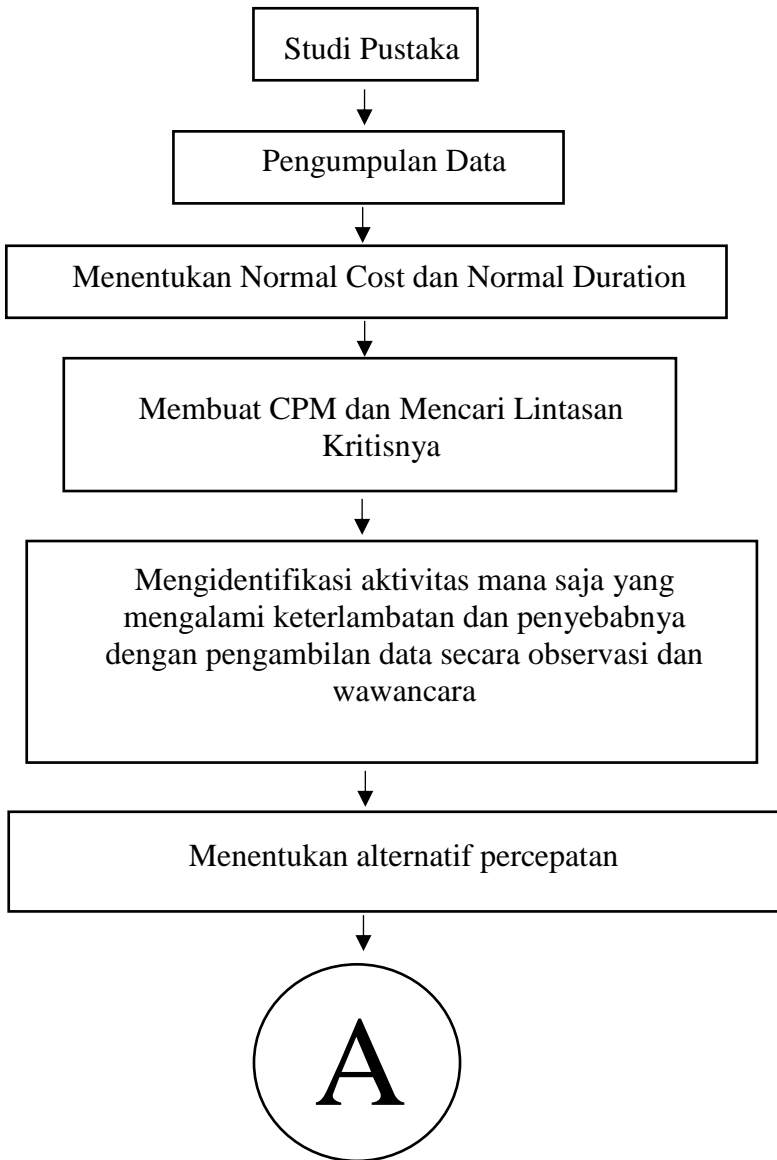 Studi Pustaka
Pengumpulan Data
Menentukan Normal Cost dan Normal Duration
Membuat CPM dan Mencari Lintasan
Kritisnya
Mengidentifikasi aktivitas mana saja yang
mengalami keterlambatan dan penyebabnya
dengan pengambilan data secara observasi dan
wawancara
Menentukan alternatif percepatan
A